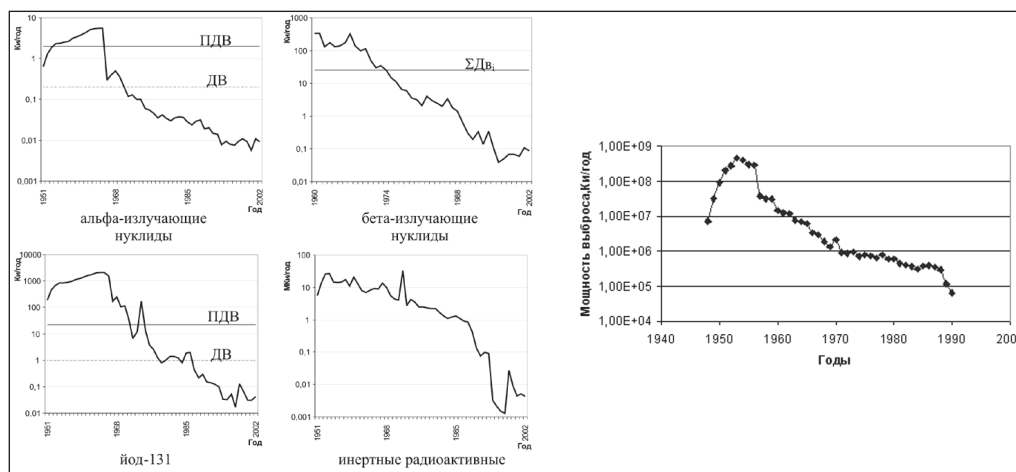 Ки/год
10
1
0,1
0,01
0,001
ПДВ
ДВ
1951
1968
1985
2002
Год
альфа-излучающие
нуклиды
Ки/год
1000
100
10
1
0,1
0,01
ΣДвi
1960
1974
1988
2002
Год
бета-излучающие
нуклиды
Ки/год
10000
1000
100
10
1
0,1
0,01
ПДВ
ДВ
1951
1968
1985
2002
Год
йод-131
МКи/год
100
10
1
0,1
0,01
0,001
1951
1968
1985
2002
Год
инертные радиоактивные
Мощность выброса,Ки/год
1,00E+09
1,00E+08
1,00E+07
1,00E+06
1,00E+05
1,00E+04
1940
1950
1960
1970
1980
1990
200
Годы